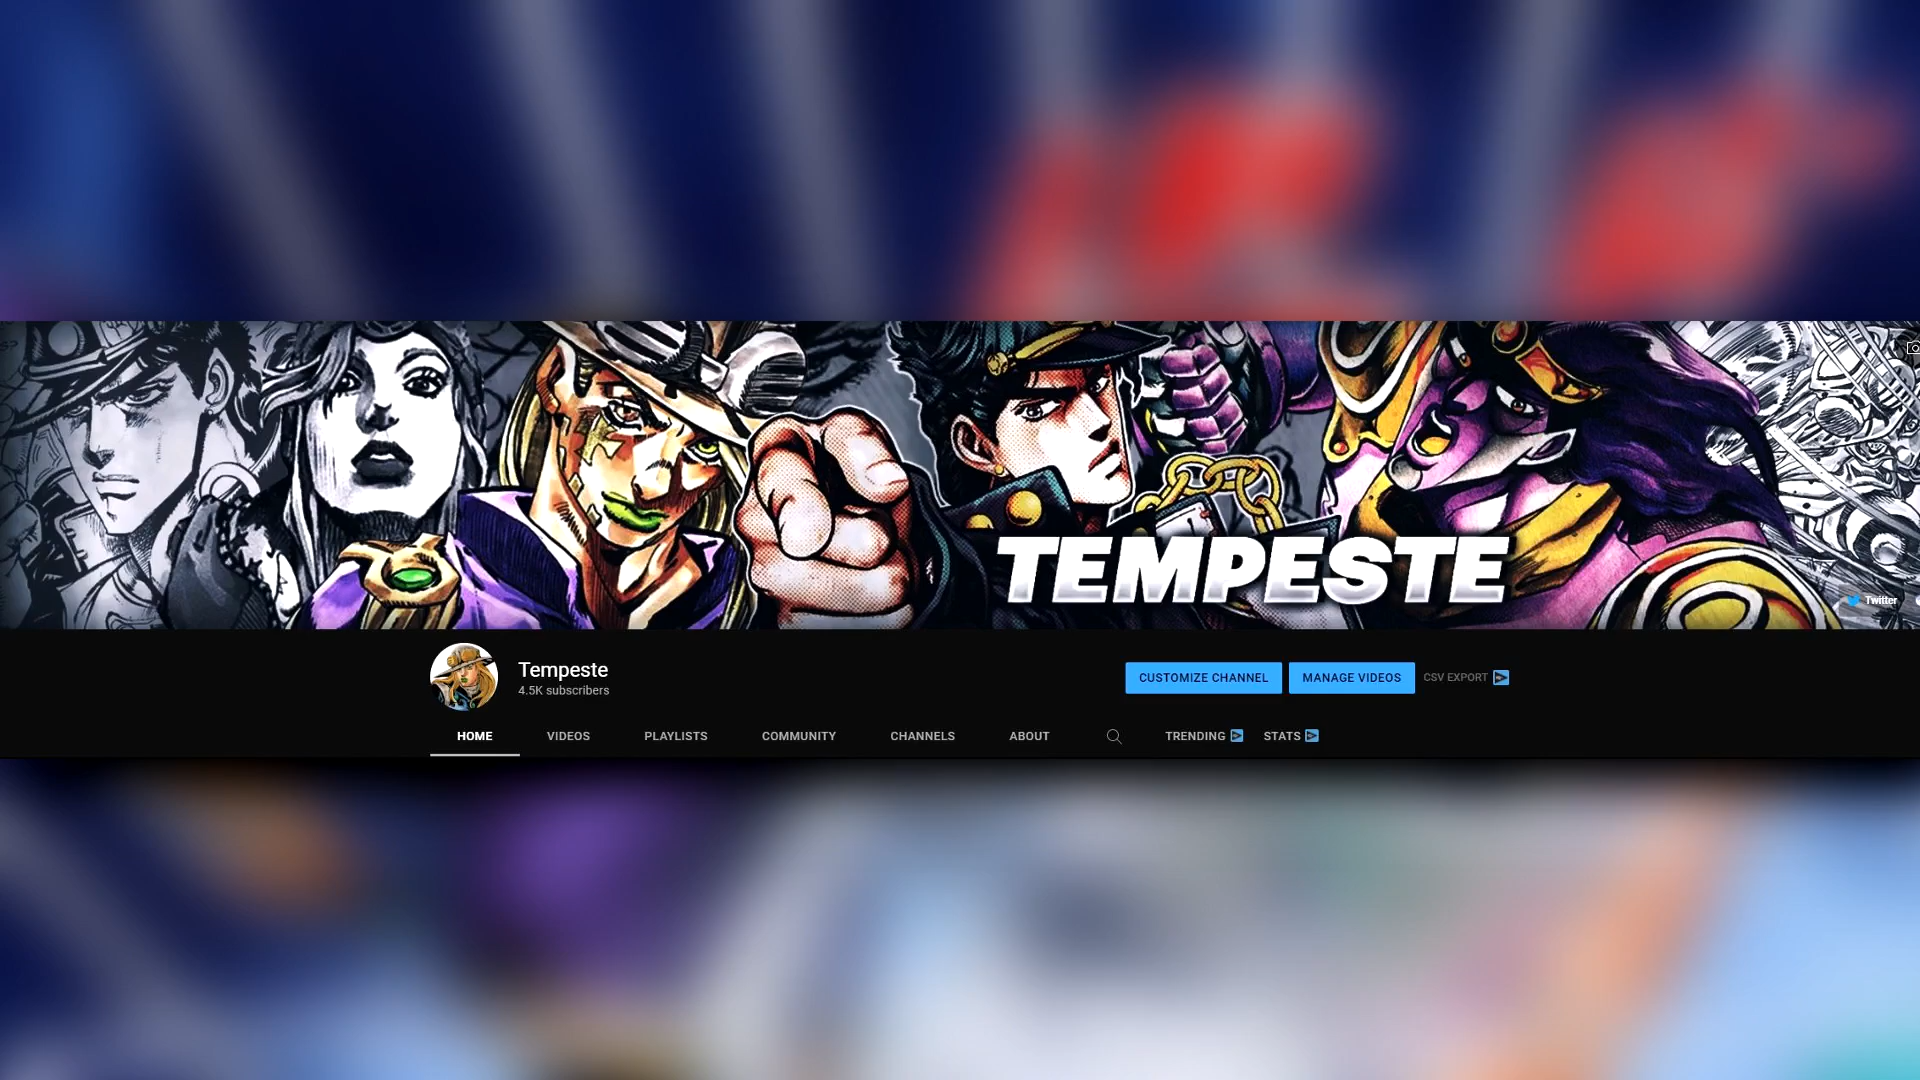 TEMPESTE
Twitter
Tempeste
4.5K subscribers
CUSTOMIZE CHANNEL
MANAGE VIDEOS
CSV EXPORT
HOME
VIDEOS
PLAYLISTS
COMMUNITY
CHANNELS
ABOUT
TRENDING
STATS